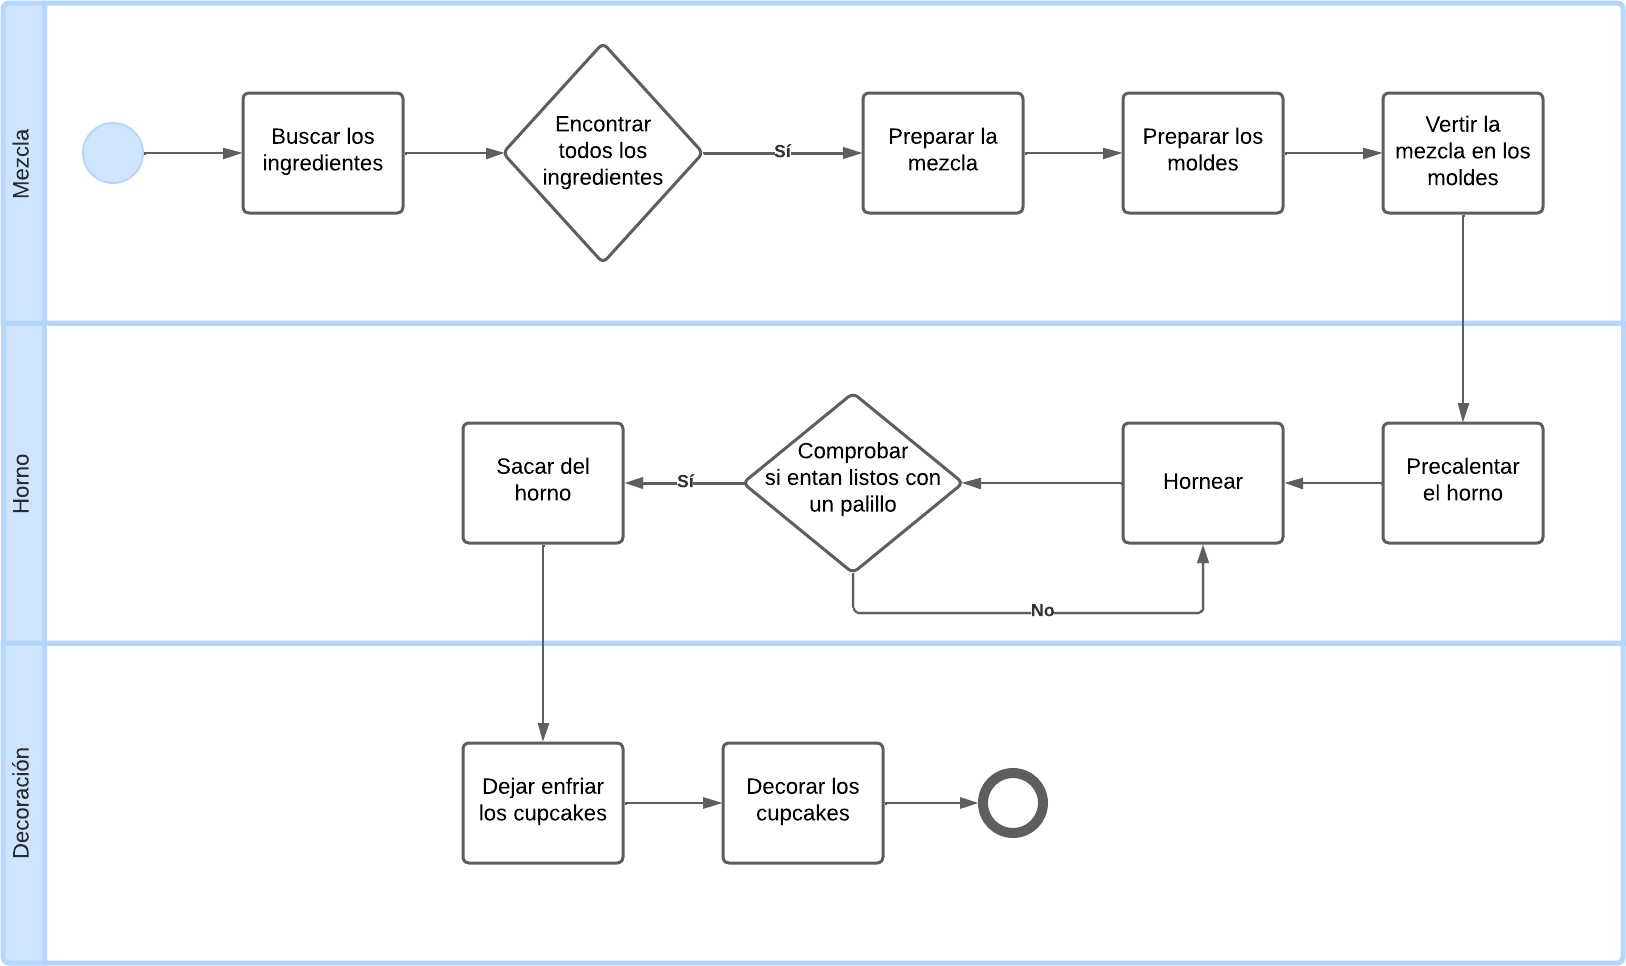 Mezcla
Buscar los
ingredientes
Encontrar
todos los
ingredientes
Sí
Preparar la
mezcla
Preparar los
moldes
Vertir la
mezcla en los
moldes
Horno
Sacar del
horno
Sí
Comprobar
si entan listos con
un palillo
Hornear
Precalentar
el horno
No
Decoración
Dejar enfriar
los cupcakes
Decorar los
cupcakes